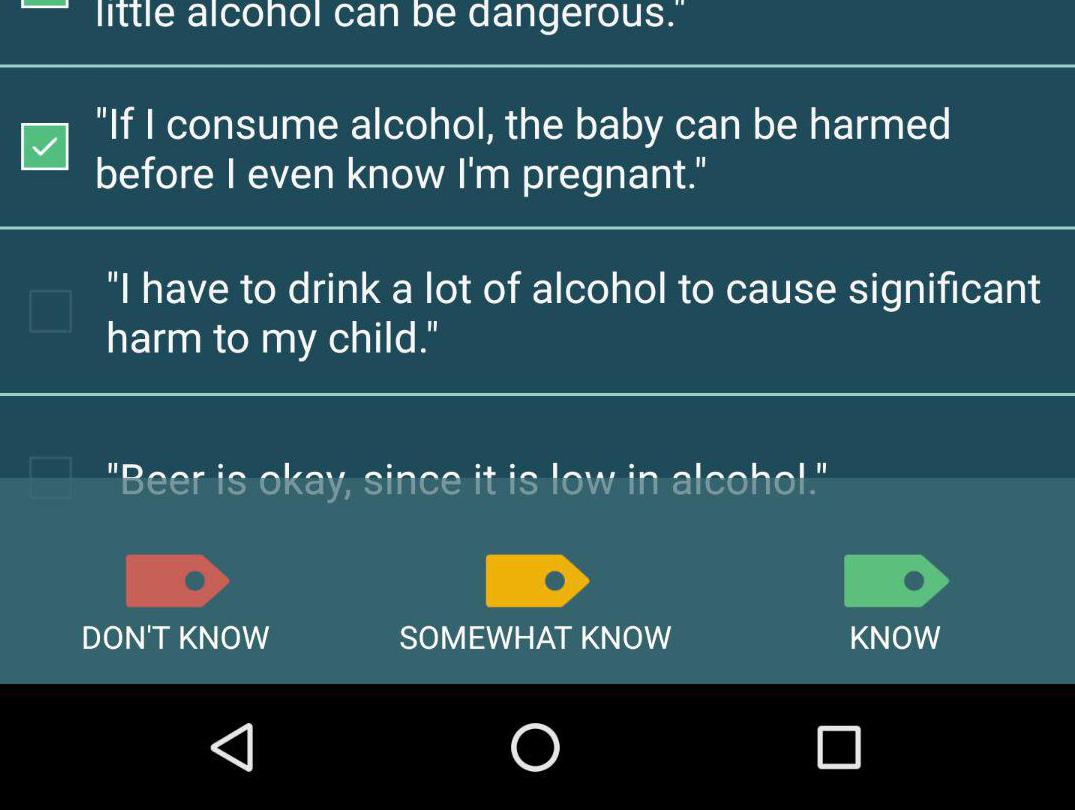 little alcohol can be dangerous."
"If I consume alcohol, the baby can be harmed
before I even know I'm pregnant."
"I have to drink a lot of alcohol to cause significant
harm to my child."
"Beer is okay, since it is low in alcohol."
DON'T KNOW
SOMEWHAT KNOW
KNOW